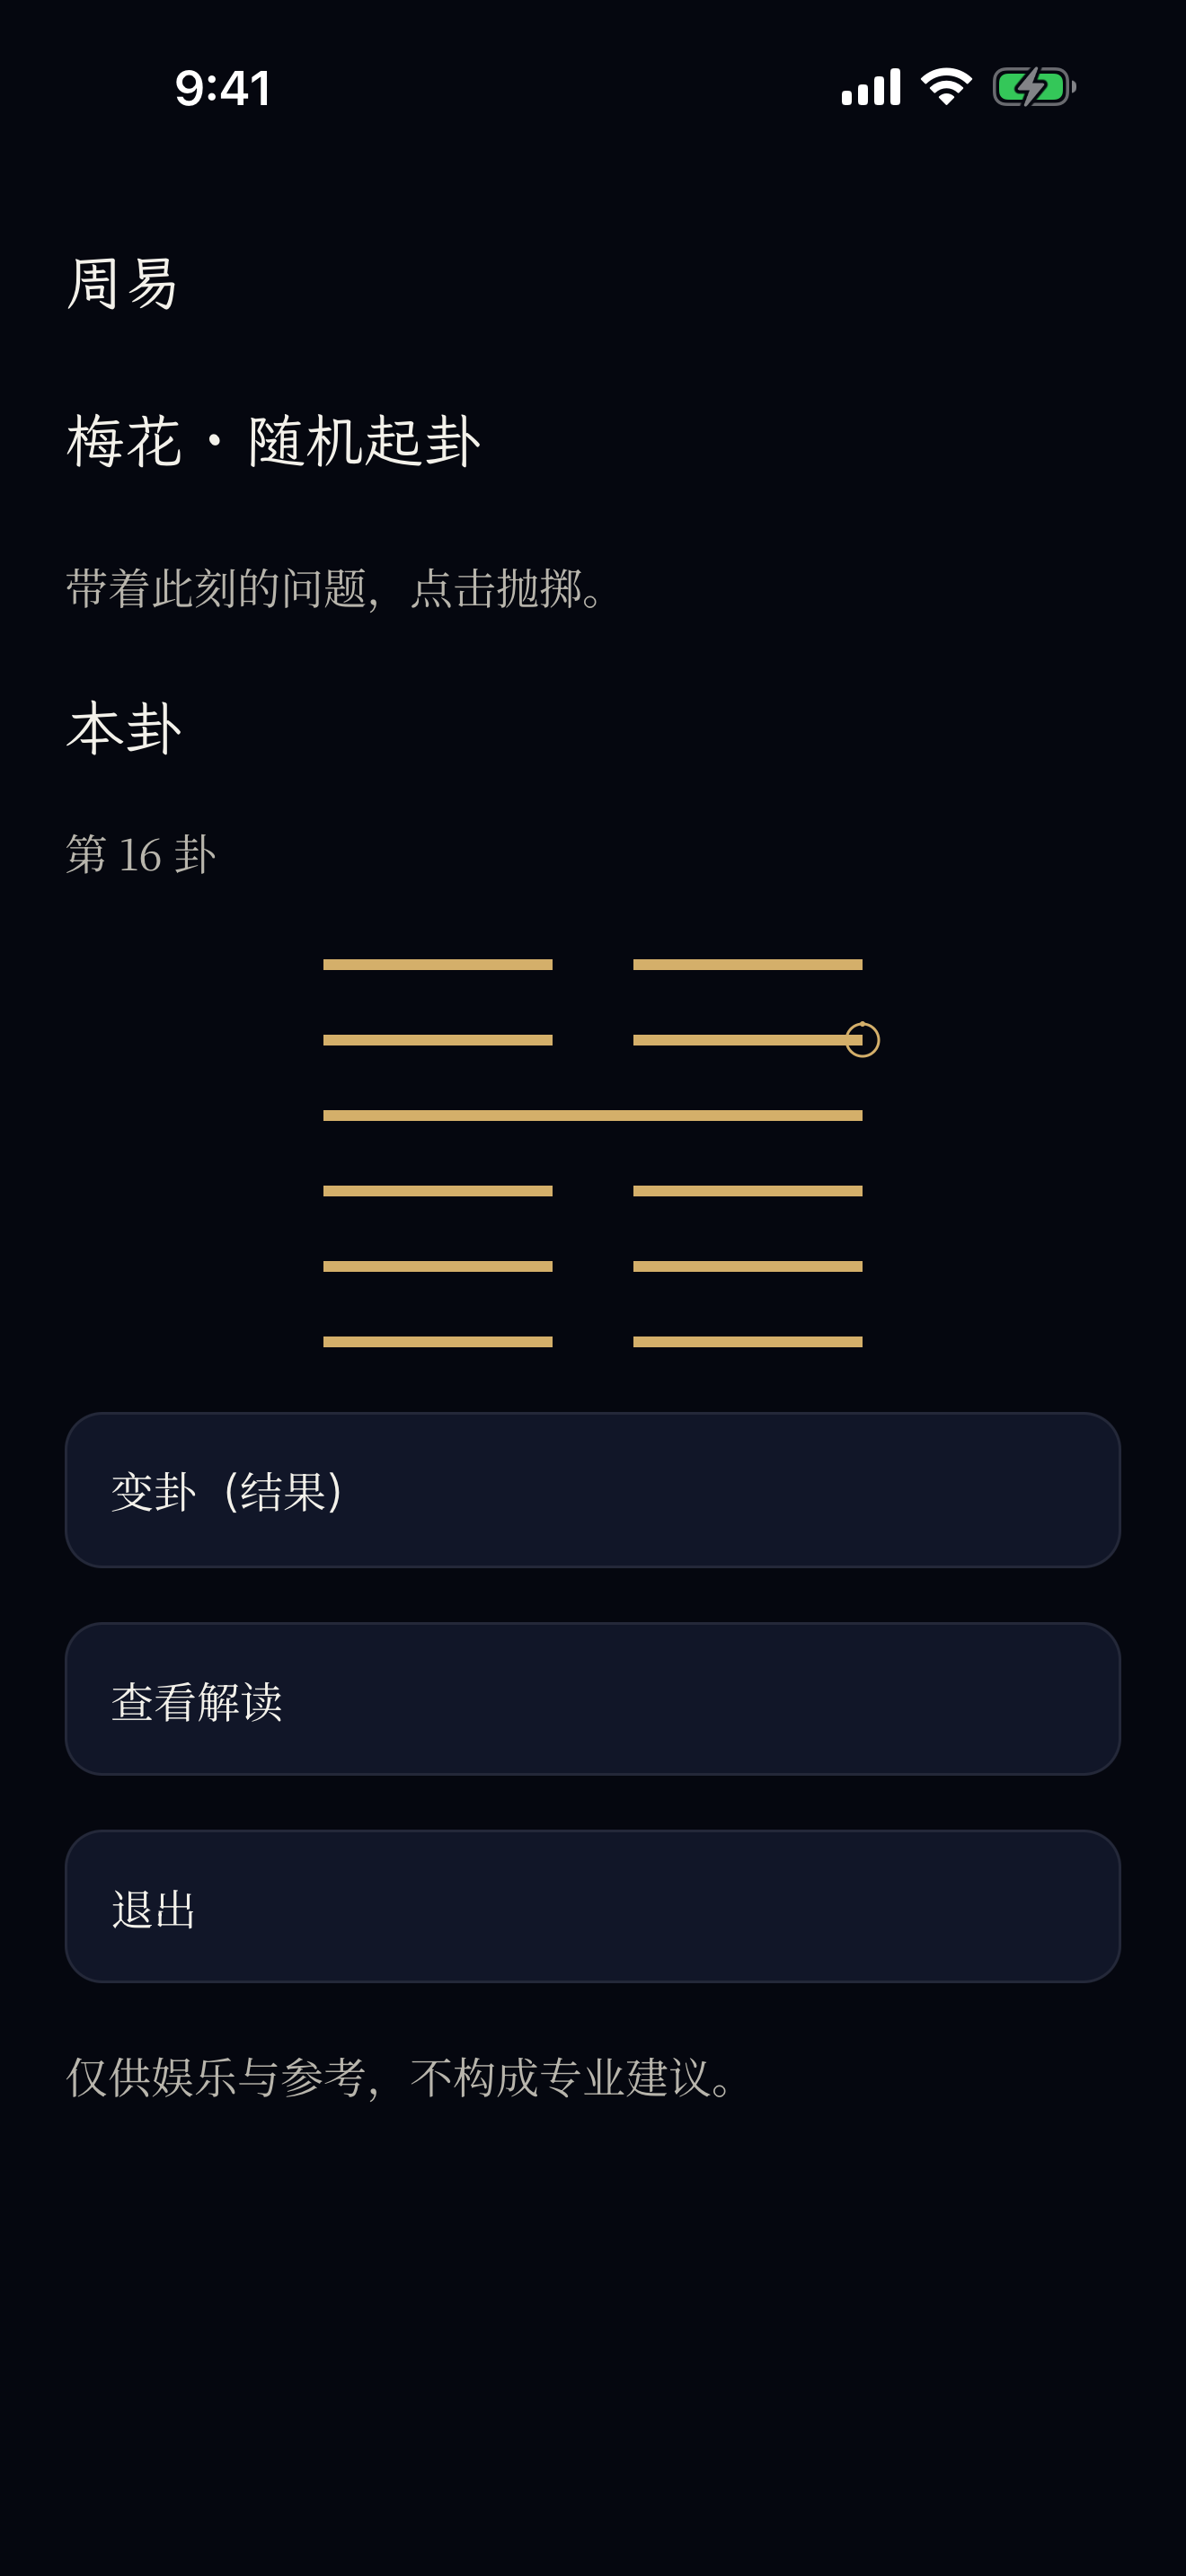 9:41
周易
梅花·随机起卦
带着此刻的问题，点击抛掷。
本卦
第 16 卦
变卦（结果）
查看解读
退出
仅供娱乐与参考，不构成专业建议。